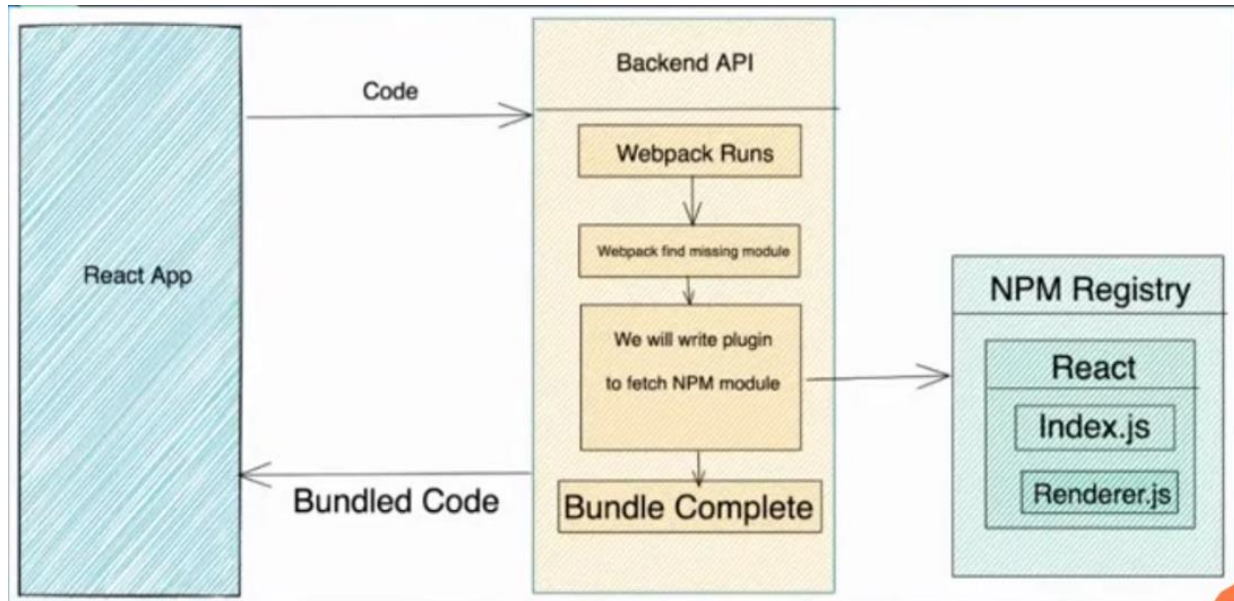 React App
Code
Backend API
Webpack Runs
Webpack find missing module
We will write plugin
to fetch NPM module
Bundle Complete
Bundled Code
NPM Registry
React
Index.js
Renderer.js